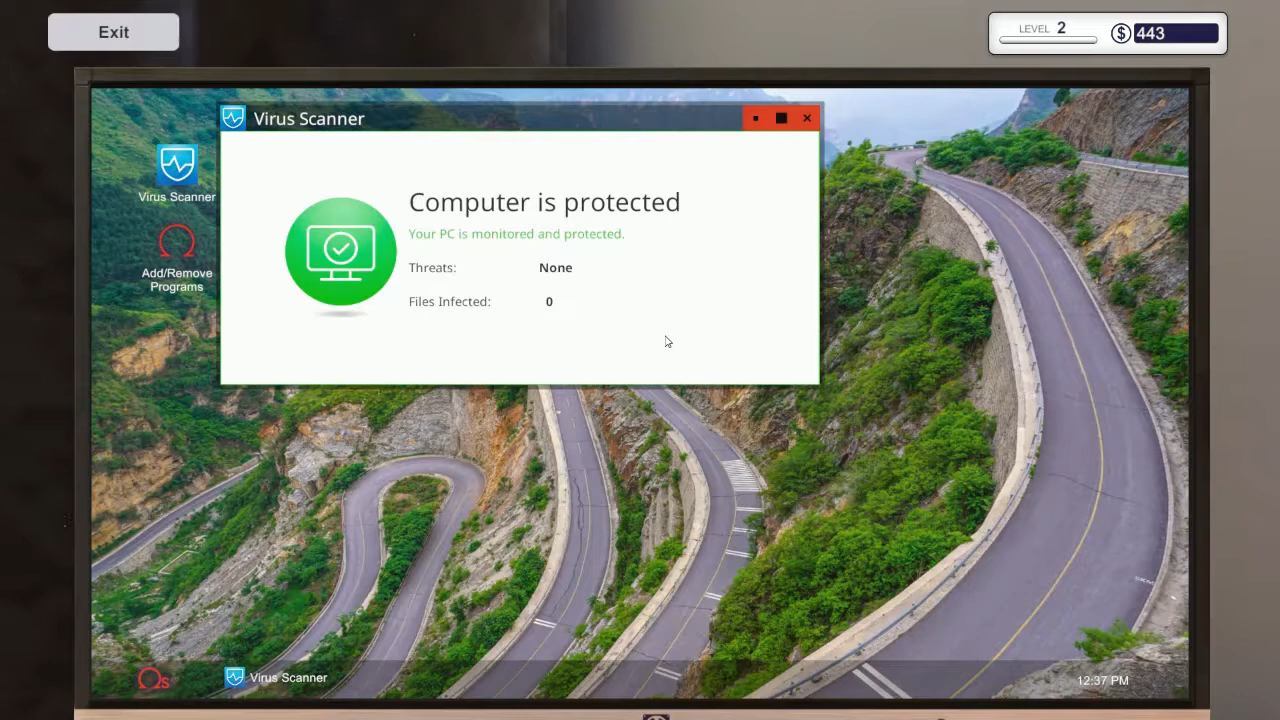 Exit
LEVEL 2
$ 443
Virus Scanner
Virus Scanner
Computer is protected
Your PC is monitored and protected.
Threats: None
Files Infected: 0
Add/Remove
Programs
Ωs
Virus Scanner
12:37 PM